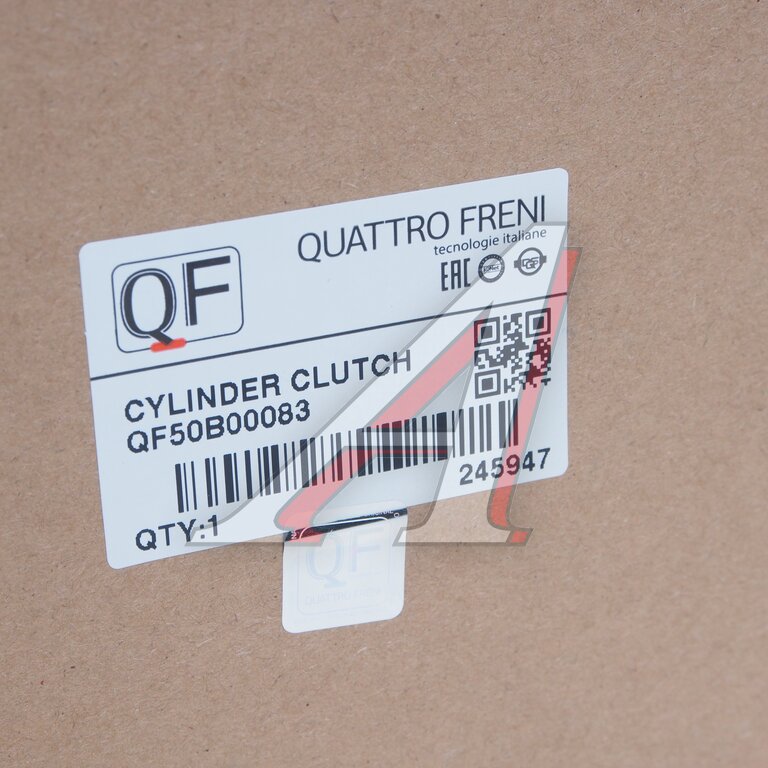 QF
QUATTRO FRENI
tecnologie italiane
EAC
CYLINDER CLUTCH
QF50B00083
245947
QTY:1
QF
QUATTRO FRENI